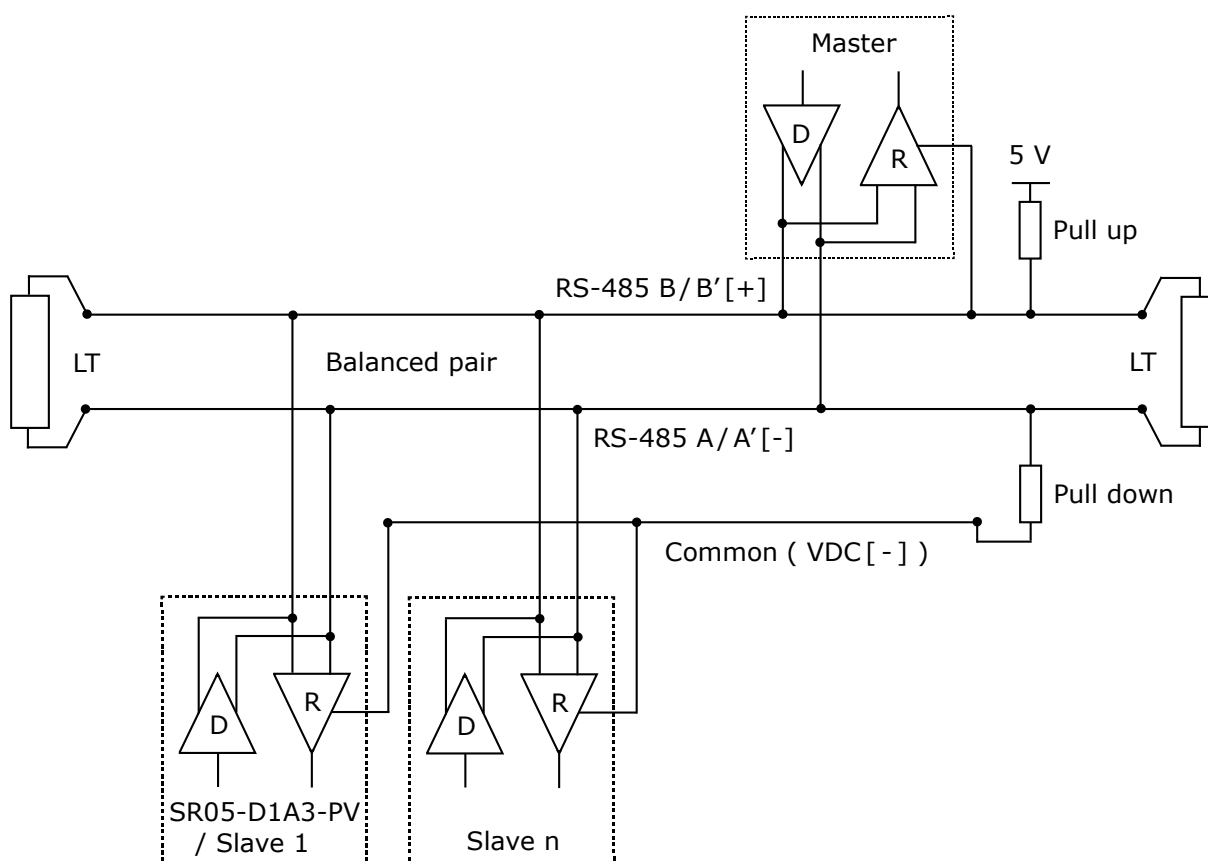 Master
D
R
5 V
Pull up
RS-485 B/B’[+]
LT
Balanced pair
LT
RS-485 A/A’[-]
Pull down
Common ( VDC[-] )
D
R
D
R
SR05-D1A3-PV
/ Slave 1
Slave n